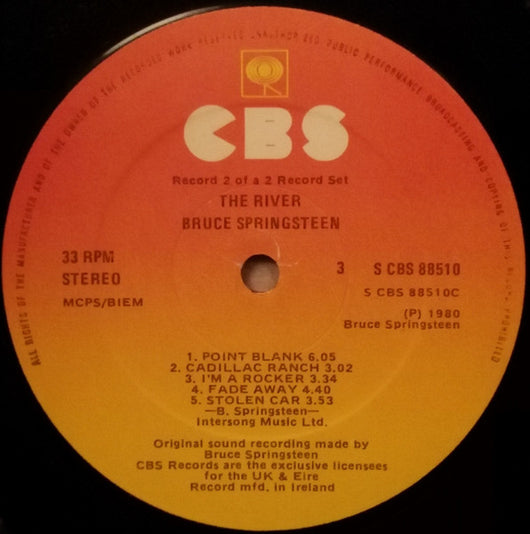 ALL RIGHTS OF THE MANUFACTURER AND OF THE OWNER OF THE RECORDED WORK RESERVED UNAUTHORISED PUBLIC PERFORMANCE BROADCASTING AND COPYING OF THIS RECORD PROHIBITED
CBS
Record 2 of a 2 Record Set
THE RIVER
BRUCE SPRINGSTEEN
33 RPM
STEREO
MCPS/BIEM
3 S CBS 88510
S CBS 88510C
(P) 1980
Bruce Springsteen
1. POINT BLANK 6.05
2. CADILLAC RANCH 3.02
3. I'M A ROCKER 3.34
4. FADE AWAY 4.40
5. STOLEN CAR 3.53
—B. Springsteen—
Intersong Music Ltd.
Original sound recording made by
Bruce Springsteen
CBS Records are the exclusive licensees
for the UK & Eire
Record mfd. in Ireland